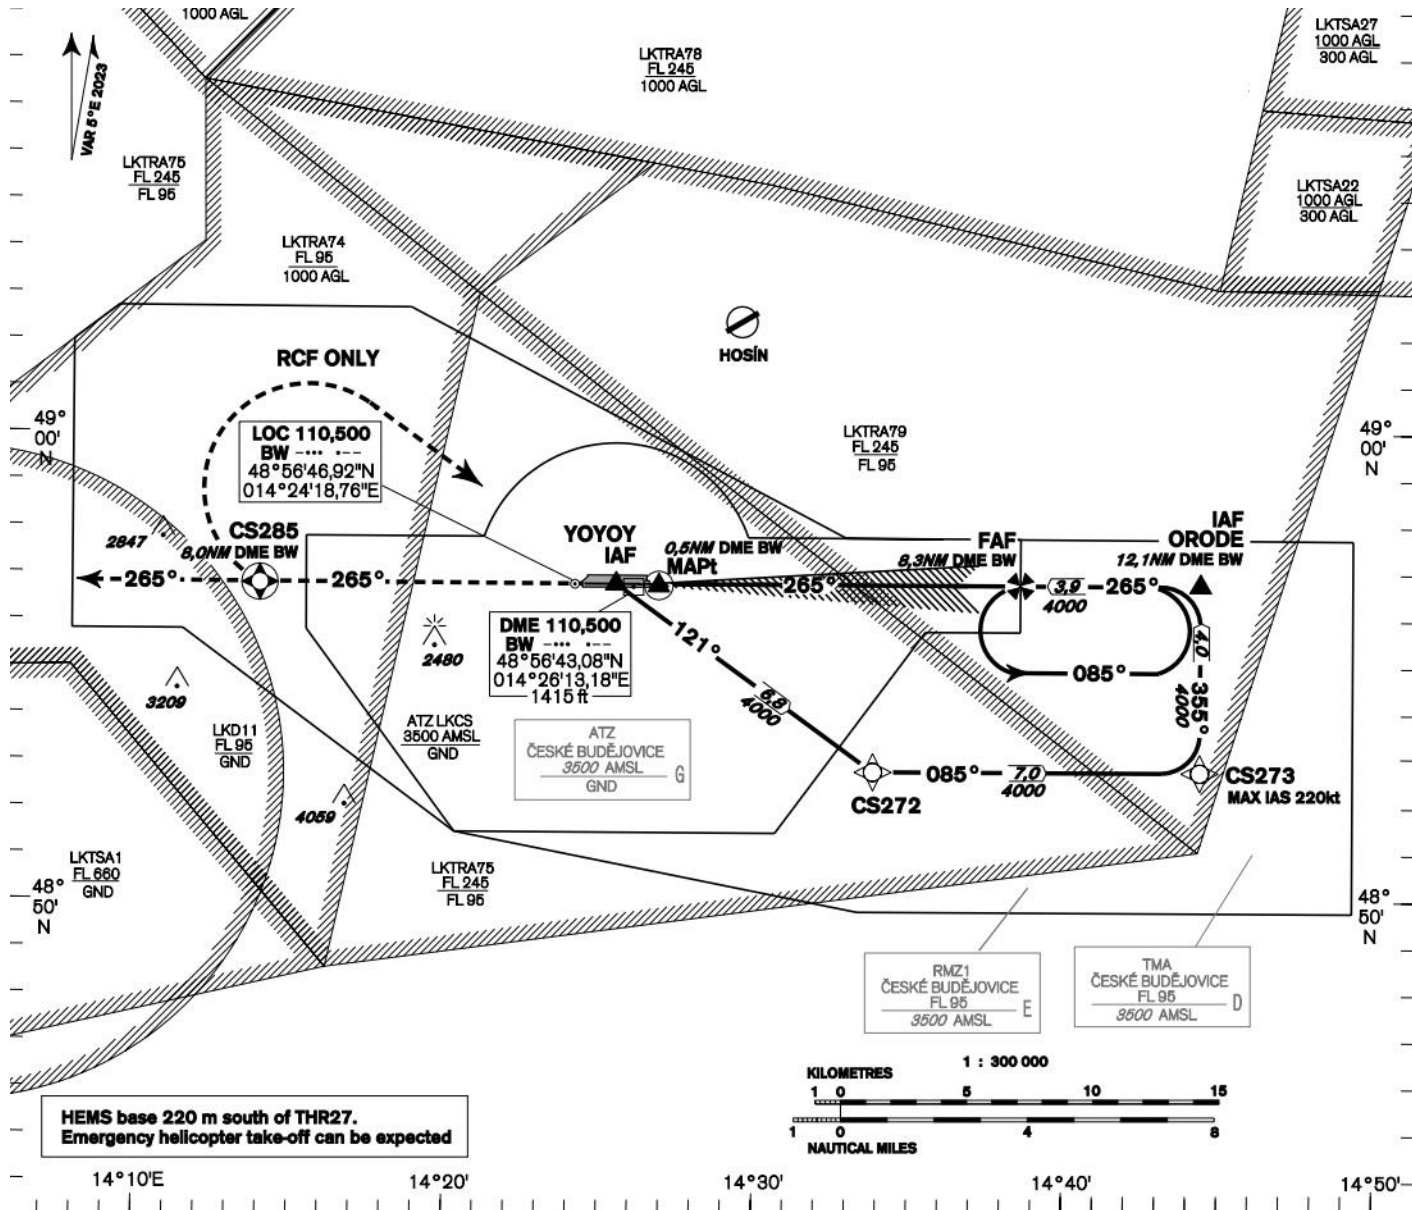 1000 AGL
VAR 5°E 2023
LKTRA75
FL 245
FL 95
LKTRA78
FL 245
1000 AGL
LKTSA27
1000 AGL
300 AGL
LKTSA22
1000 AGL
300 AGL
LKTRA74
FL 95
1000 AGL
HOSÍN
RCF ONLY
49°
00'
N
LOC 110,500
BW -··· ·--
48°56'46,92"N
014°24'18,76"E
LKTRA79
FL 245
FL 95
49°
00'
N
2847
CS285
8,0NM DME BW
265°
265°
YOYOY
IAF
0,5NM DME BW
MAPt
265°
FAF
8,3NM DME BW
IAF
ORODE
12,1NM DME BW
3,9
4000
265°
2480
DME 110,500
BW -··· ·--
48°56'43,08"N
014°26'13,18"E
1415 ft
121°
6,8
4000
085°
4,0
355°
4000
3209
LKD11
FL 95
GND
ATZ LKCS
3500 AMSL
GND
ATZ
ČESKÉ BUDĚJOVICE
3500 AMSL
GND
G
CS272
085°
7,0
4000
CS273
MAX IAS 220kt
4059
LKTSA1
FL 660
GND
48°
50'
N
LKTRA75
FL 245
FL 95
48°
50'
N
RMZ1
ČESKÉ BUDĚJOVICE
FL 95
3500 AMSL
E
TMA
ČESKÉ BUDĚJOVICE
FL 95
3500 AMSL
D
1 : 300 000
KILOMETRES
1 0 5 10 15
1 0 4 8
NAUTICAL MILES
HEMS base 220 m south of THR27.
Emergency helicopter take-off can be expected
14°10'E 14°20' 14°30' 14°40' 14°50'